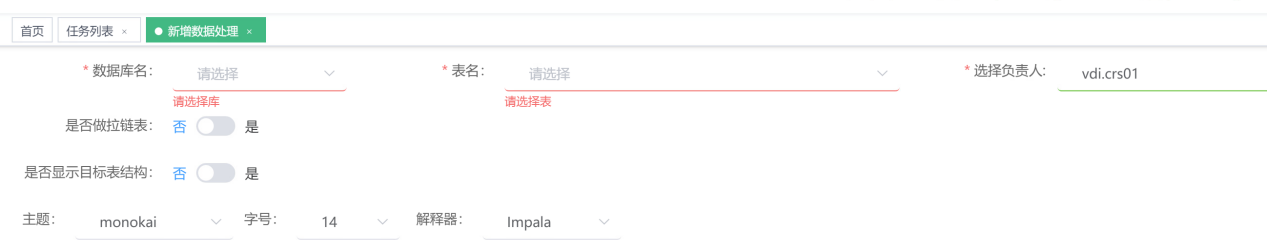 首页 任务列表 × 新增数据处理 ×
* 数据库名： 请选择 * 表名： 请选择 * 选择负责人: vdi.crs01
请选择库 请选择表
是否做拉链表： 否 是
是否显示目标表结构： 否 是
主题： monokai 字号： 14 解释器： Impala